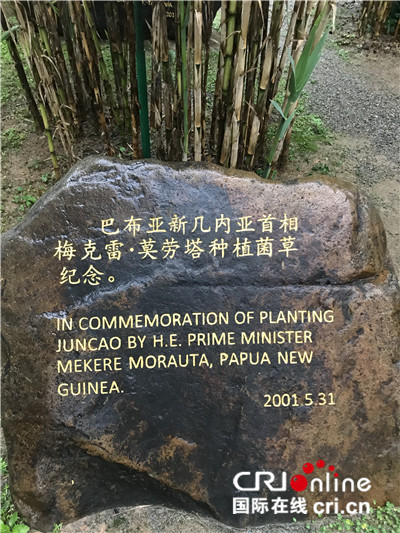 巴布亚新几内亚首相
梅克雷·莫劳塔种植菌草
纪念。
IN COMMEMORATION OF PLANTING
JUNCAO BY H.E. PRIME MINISTER
MEKERE MORAUTA, PAPUA NEW
GUINEA.
2001.5.31
CRI online
国际在线 cri.cn